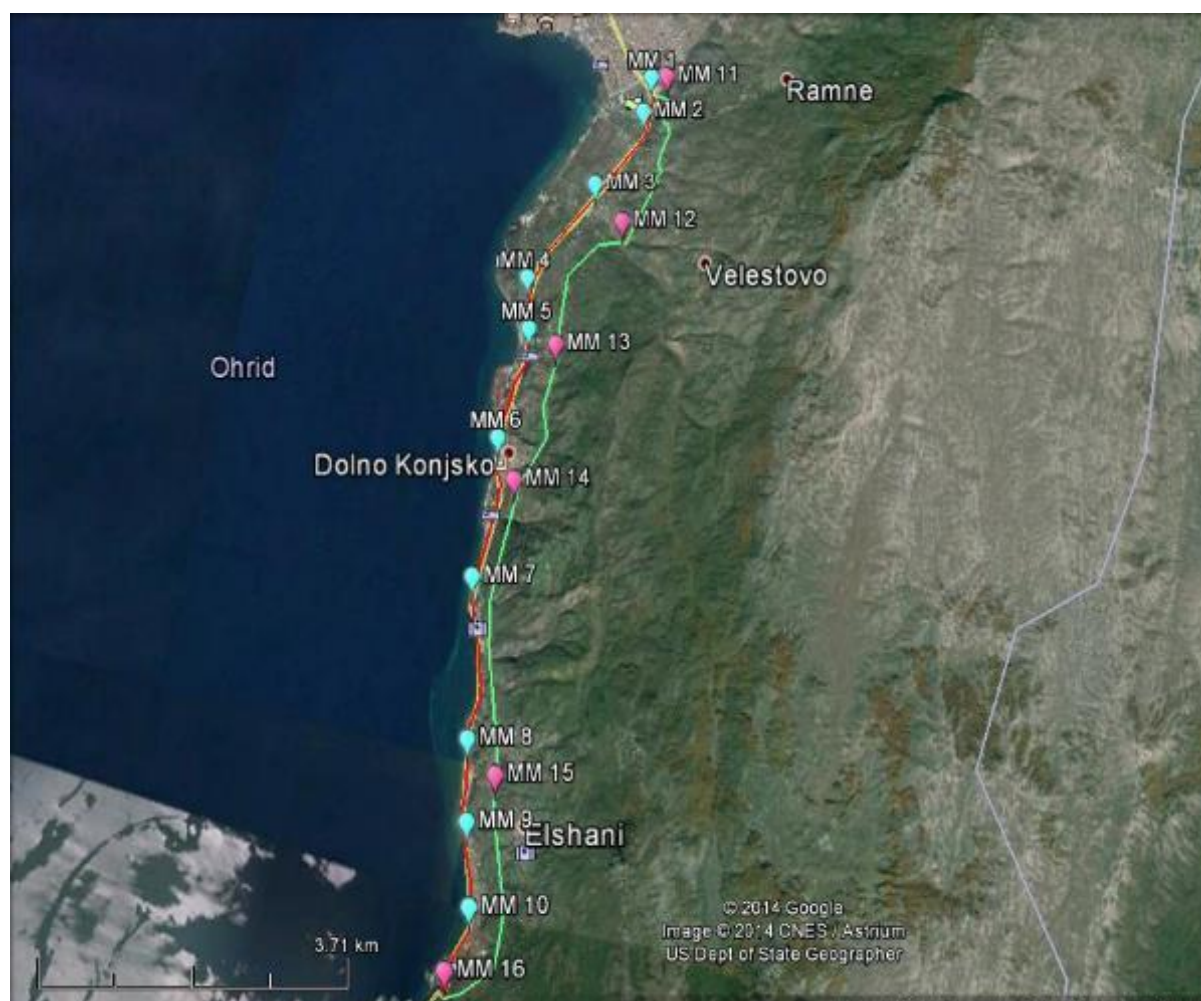 MM 1
MM 11
Ramne
MM 2
MM 3
MM 12
MM 4
Velestovo
MM 5
MM 13
Ohrid
MM 6
Dolno Konjsko
MM 14
MM 7
MM 8
MM 15
MM 9
Elshani
MM 10
© 2014 Google
Image © 2014 CNES / Astrium
US Dept of State Geographer
3.71 km
MM 16